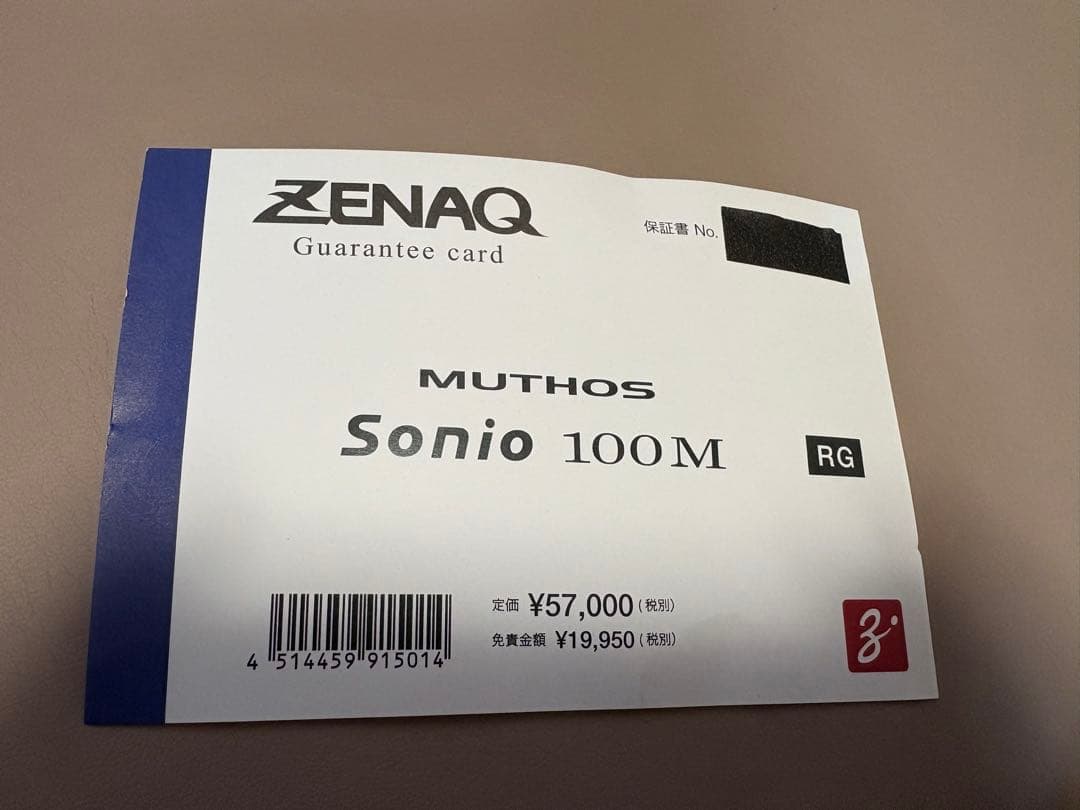 ZENAQ
Guarantee card
保証書 No.
MUTHOS
Sonio 100M
RG
定価 ¥57,000(税別)
免責金額 ¥19,950(税別)
4 514459 915014